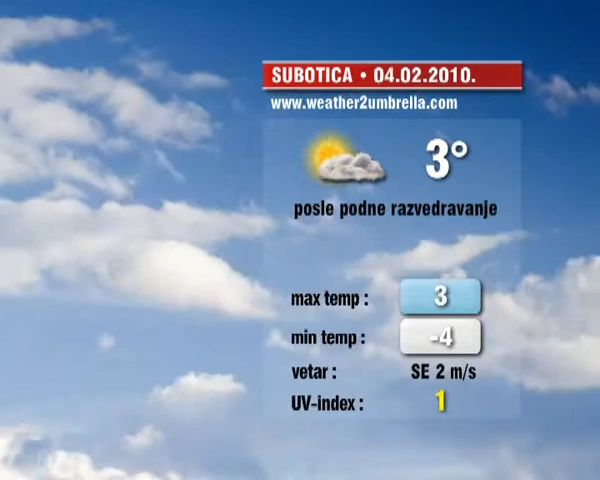 SUBOTICA • 04.02.2010.
www.weather2umbrella.com
3°
posle podne razvedravanje
max temp : 3
min temp : -4
vetar : SE 2 m/s
UV-index : 1